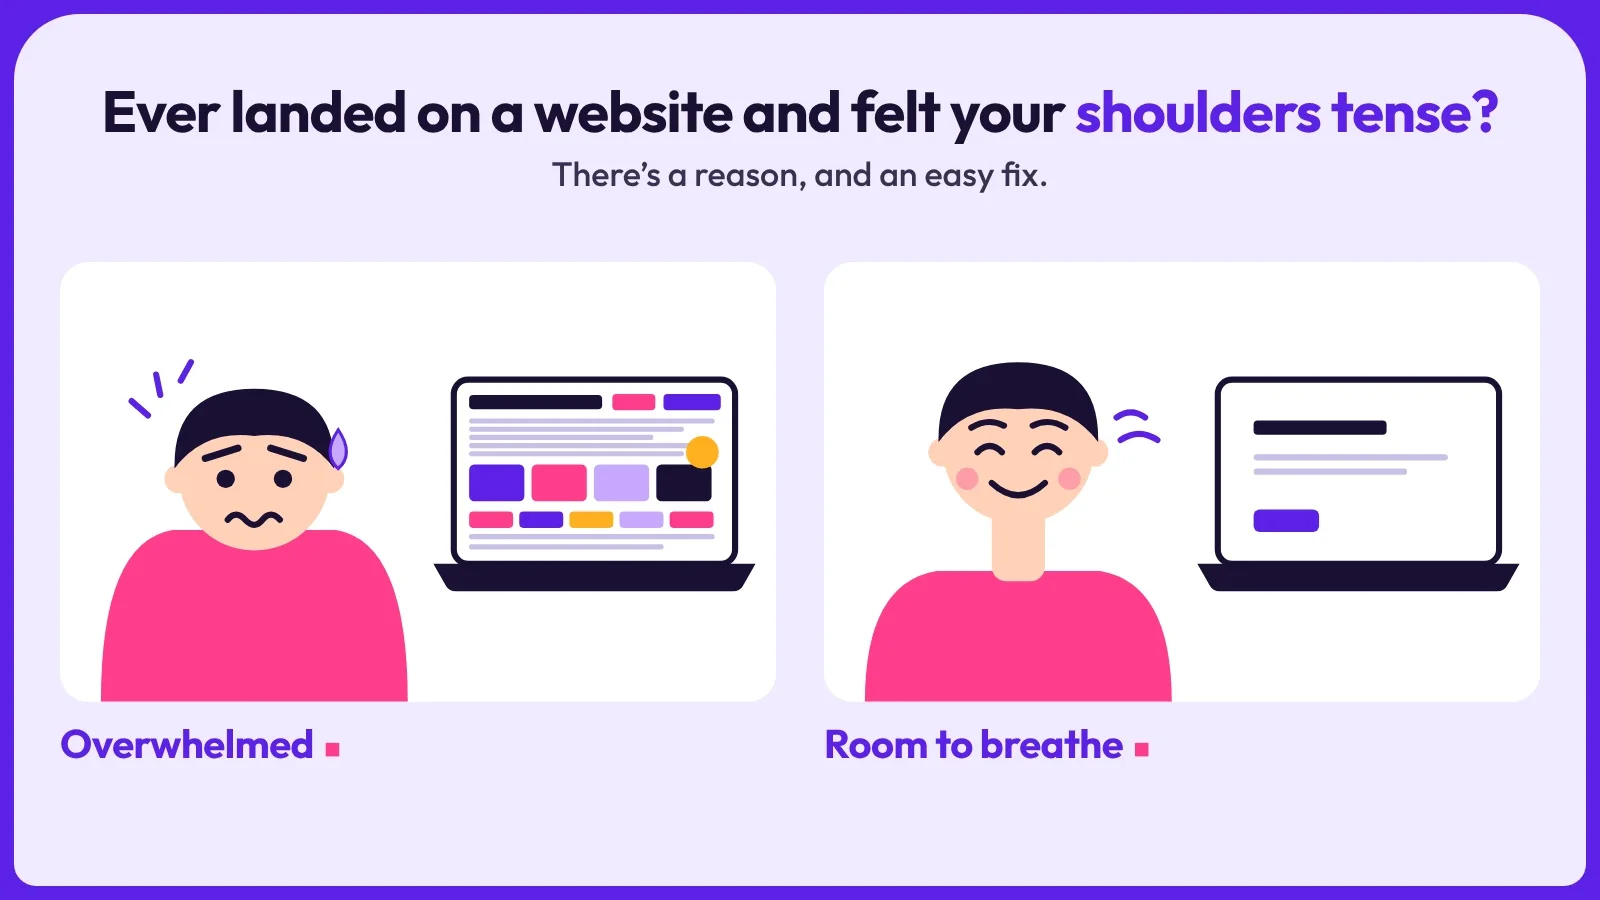 Ever landed on a website and felt your shoulders tense?
There’s a reason, and an easy fix.
Overwhelmed
Room to breathe